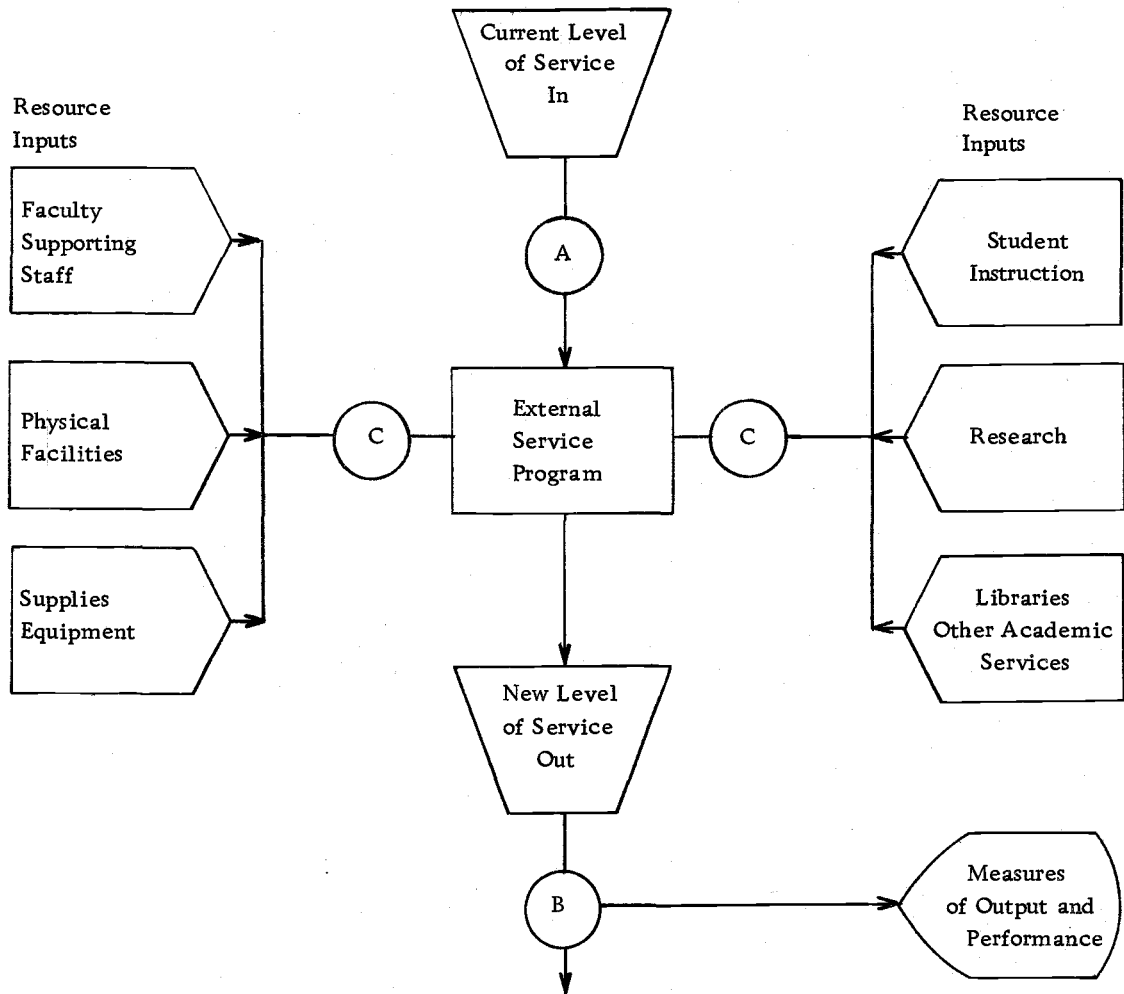 Current Level
of Service
In
Resource
Inputs
Resource
Inputs
Faculty
Supporting
Staff
A
Student
Instruction
Physical
Facilities
C
External
Service
Program
C
Research
Supplies
Equipment
Libraries
Other Academic
Services
New Level
of Service
Out
B
Measures
of Output and
Performance